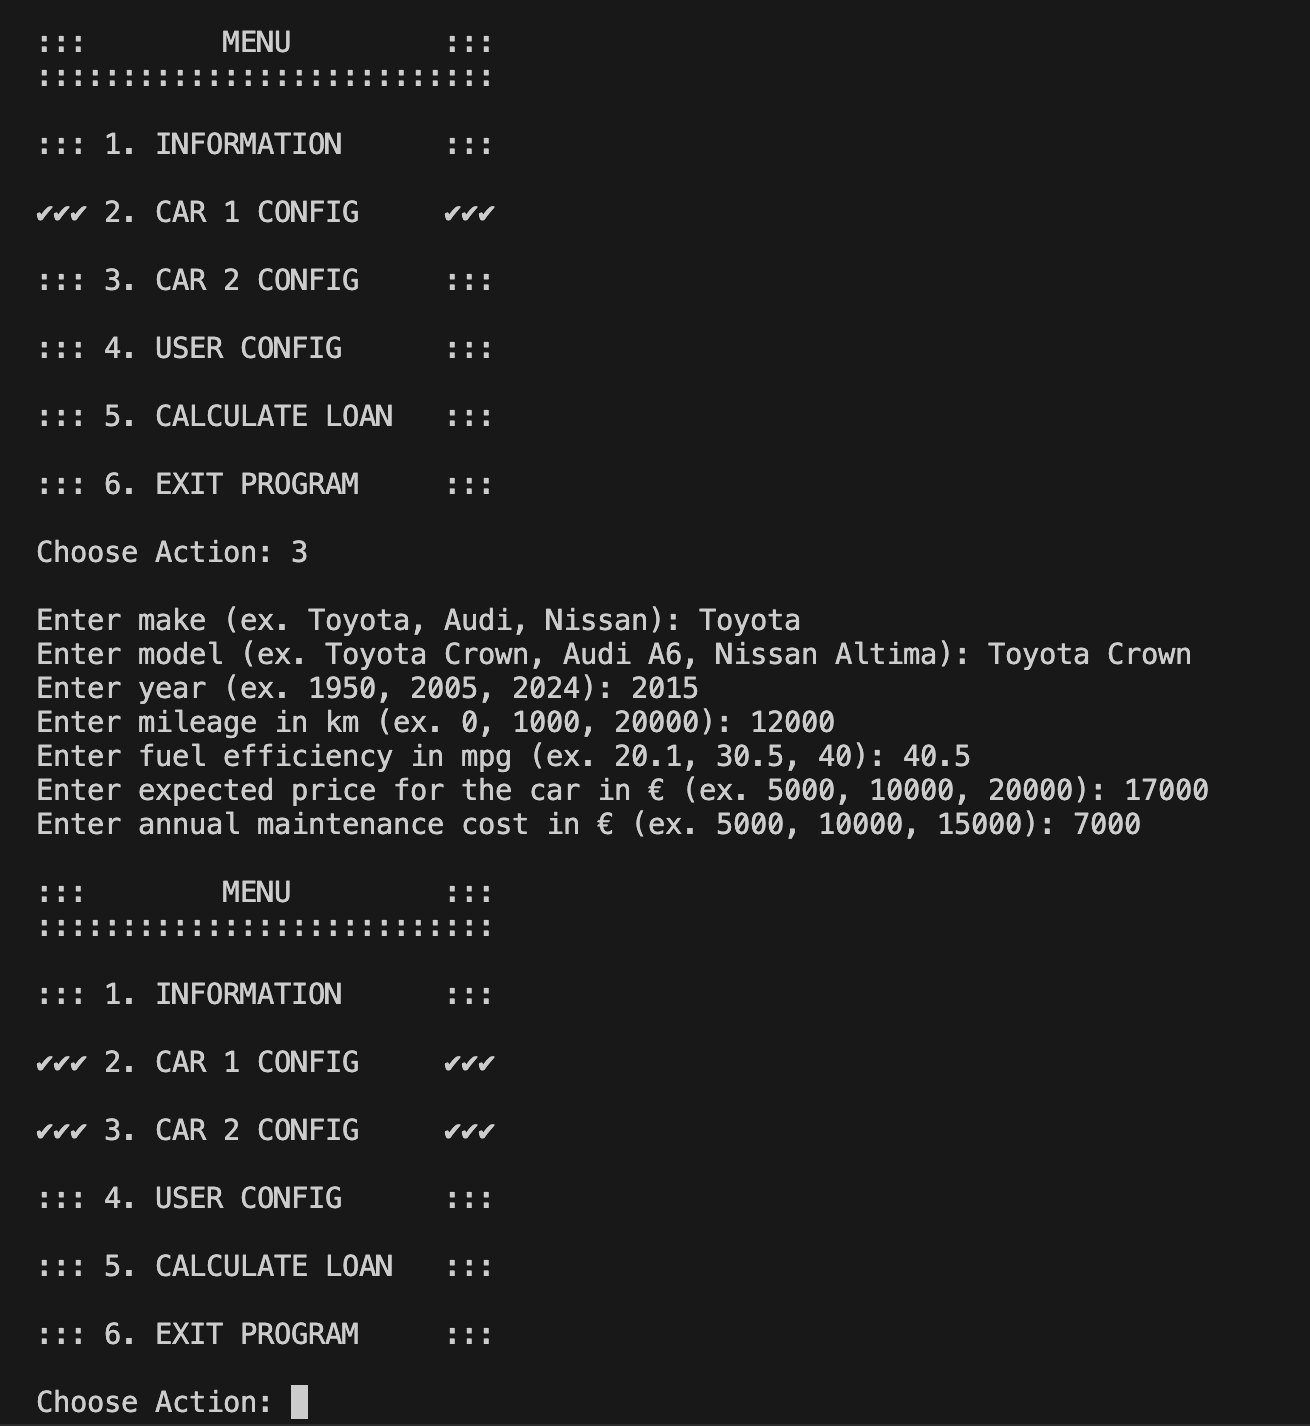 :::        MENU         :::
:::::::::::::::::::::::::::
::: 1. INFORMATION      :::
✔✔✔ 2. CAR 1 CONFIG     ✔✔✔
::: 3. CAR 2 CONFIG     :::
::: 4. USER CONFIG      :::
::: 5. CALCULATE LOAN   :::
::: 6. EXIT PROGRAM     :::
Choose Action: 3
Enter make (ex. Toyota, Audi, Nissan): Toyota
Enter model (ex. Toyota Crown, Audi A6, Nissan Altima): Toyota Crown
Enter year (ex. 1950, 2005, 2024): 2015
Enter mileage in km (ex. 0, 1000, 20000): 12000
Enter fuel efficiency in mpg (ex. 20.1, 30.5, 40): 40.5
Enter expected price for the car in € (ex. 5000, 10000, 20000): 17000
Enter annual maintenance cost in € (ex. 5000, 10000, 15000): 7000
:::        MENU         :::
:::::::::::::::::::::::::::
::: 1. INFORMATION      :::
✔✔✔ 2. CAR 1 CONFIG     ✔✔✔
✔✔✔ 3. CAR 2 CONFIG     ✔✔✔
::: 4. USER CONFIG      :::
::: 5. CALCULATE LOAN   :::
::: 6. EXIT PROGRAM     :::
Choose Action: